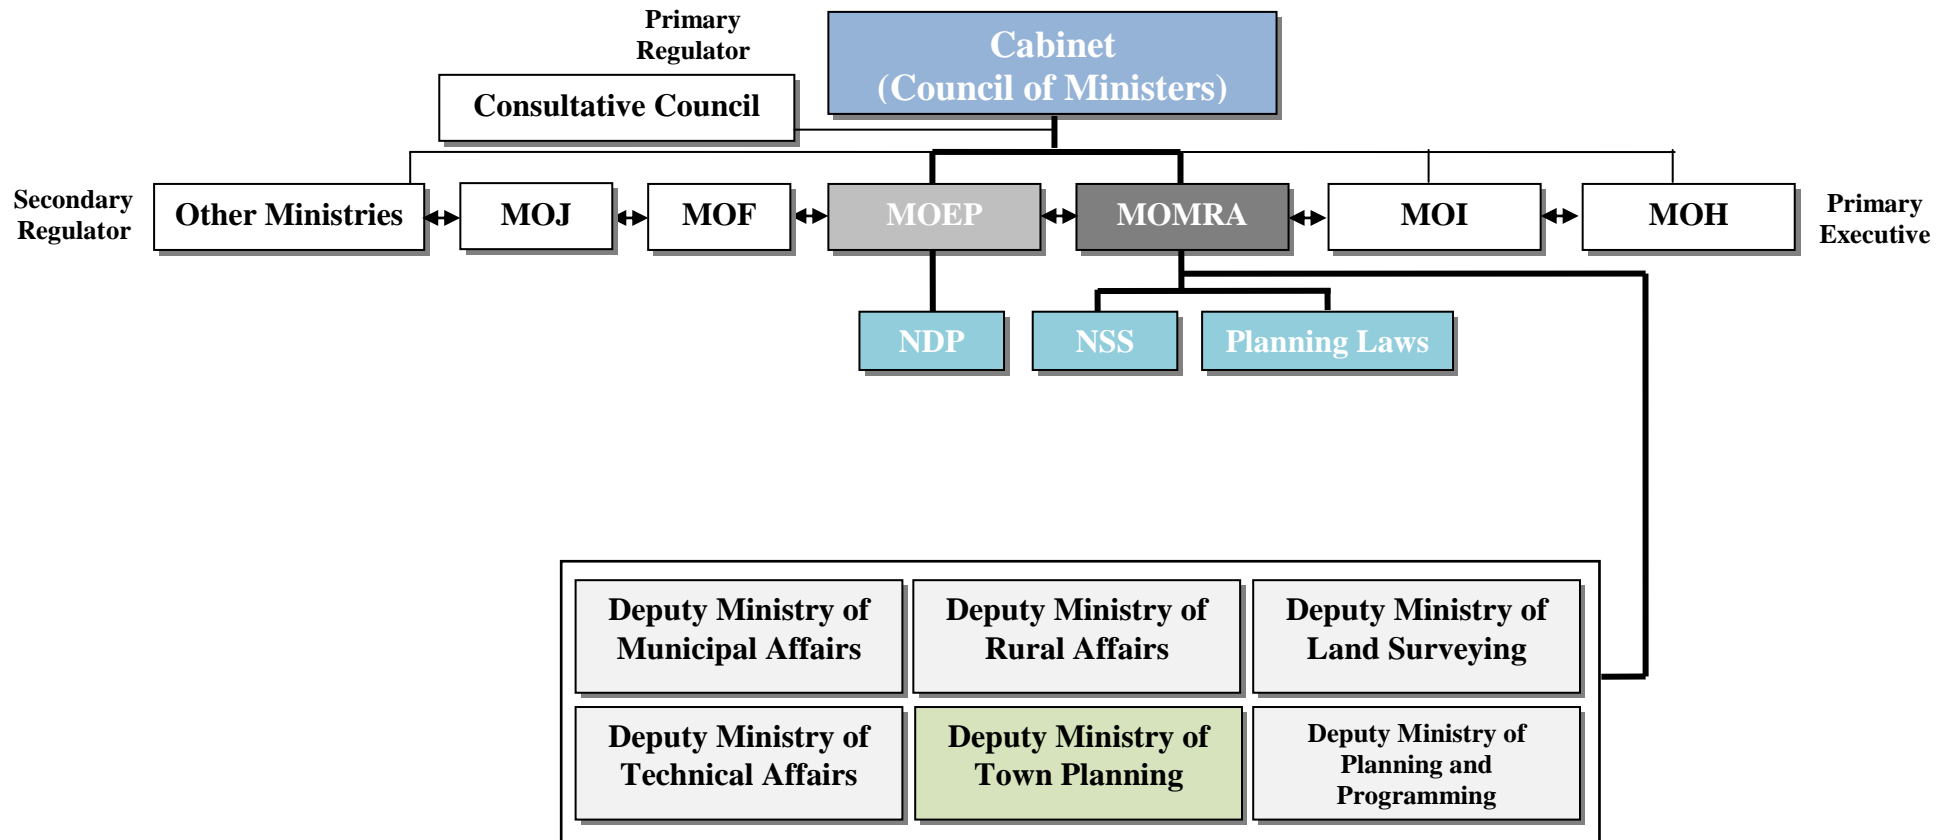 Primary
Regulator
Cabinet
(Council of Ministers)
Consultative Council
Secondary
Regulator
Other Ministries
MOJ
MOF
MOEP
MOMRA
MOI
MOH
Primary
Executive
NDP
NSS
Planning Laws
Deputy Ministry of
Municipal Affairs
Deputy Ministry of
Rural Affairs
Deputy Ministry of
Land Surveying
Deputy Ministry of
Technical Affairs
Deputy Ministry of
Town Planning
Deputy Ministry of
Planning and
Programming